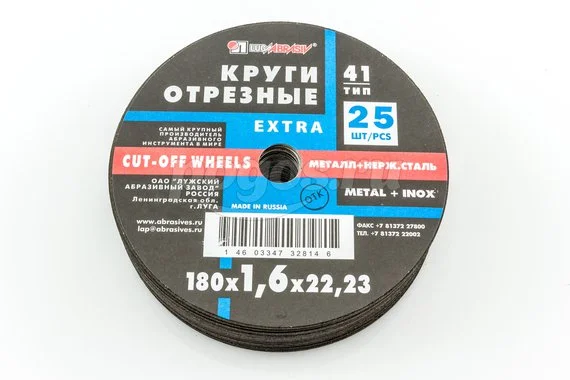 LUGAABRASIV
КРУГИ
ОТРЕЗНЫЕ
41
ТИП
25
ШТ/PCS
EXTRA
САМЫЙ КРУПНЫЙ
ПРОИЗВОДИТЕЛЬ
АБРАЗИВНОГО
ИНСТРУМЕНТА В МИРЕ
CUT-OFF WHEELS
МЕТАЛЛ+НЕРЖ.СТАЛЬ
ОАО "ЛУЖСКИЙ
АБРАЗИВНЫЙ ЗАВОД"
РОССИЯ
Ленинградская обл.
г.ЛУГА
METAL + INOX
www.abrasives.ru
lap@abrasives.ru
MADE IN RUSSIA
ОТК
ФАКС +7 81372 27800
ТЕЛ. +7 81372 22002
1 46 03347 32814 6
180x1,6x22,23